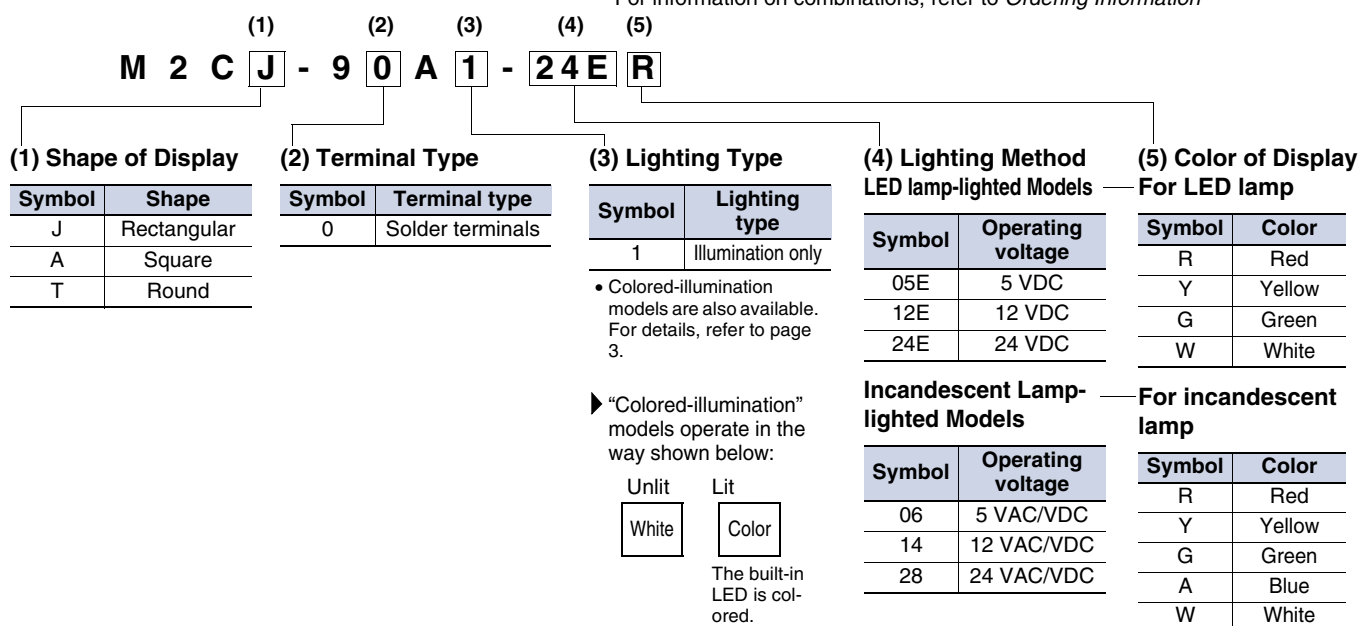 For information on combinations, refer to Ordering Information
(1) (2) (3) (4) (5)
M 2 C J - 9 0 A 1 - 24E R
(1) Shape of Display
Symbol Shape
J Rectangular
A Square
T Round
(2) Terminal Type
Symbol Terminal type
0 Solder terminals
(3) Lighting Type
Symbol Lighting
type
1 Illumination only
• Colored-illumination
models are also available.
For details, refer to page
3.
“Colored-illumination”
models operate in the
way shown below:
Unlit Lit
White Color
The built-in
LED is col-
ored.
(4) Lighting Method
LED lamp-lighted Models
Symbol Operating
voltage
05E 5 VDC
12E 12 VDC
24E 24 VDC
Incandescent Lamp-
lighted Models
Symbol Operating
voltage
06 5 VAC/VDC
14 12 VAC/VDC
28 24 VAC/VDC
(5) Color of Display
For LED lamp
Symbol Color
R Red
Y Yellow
G Green
W White
For incandescent
lamp
Symbol Color
R Red
Y Yellow
G Green
A Blue
W White